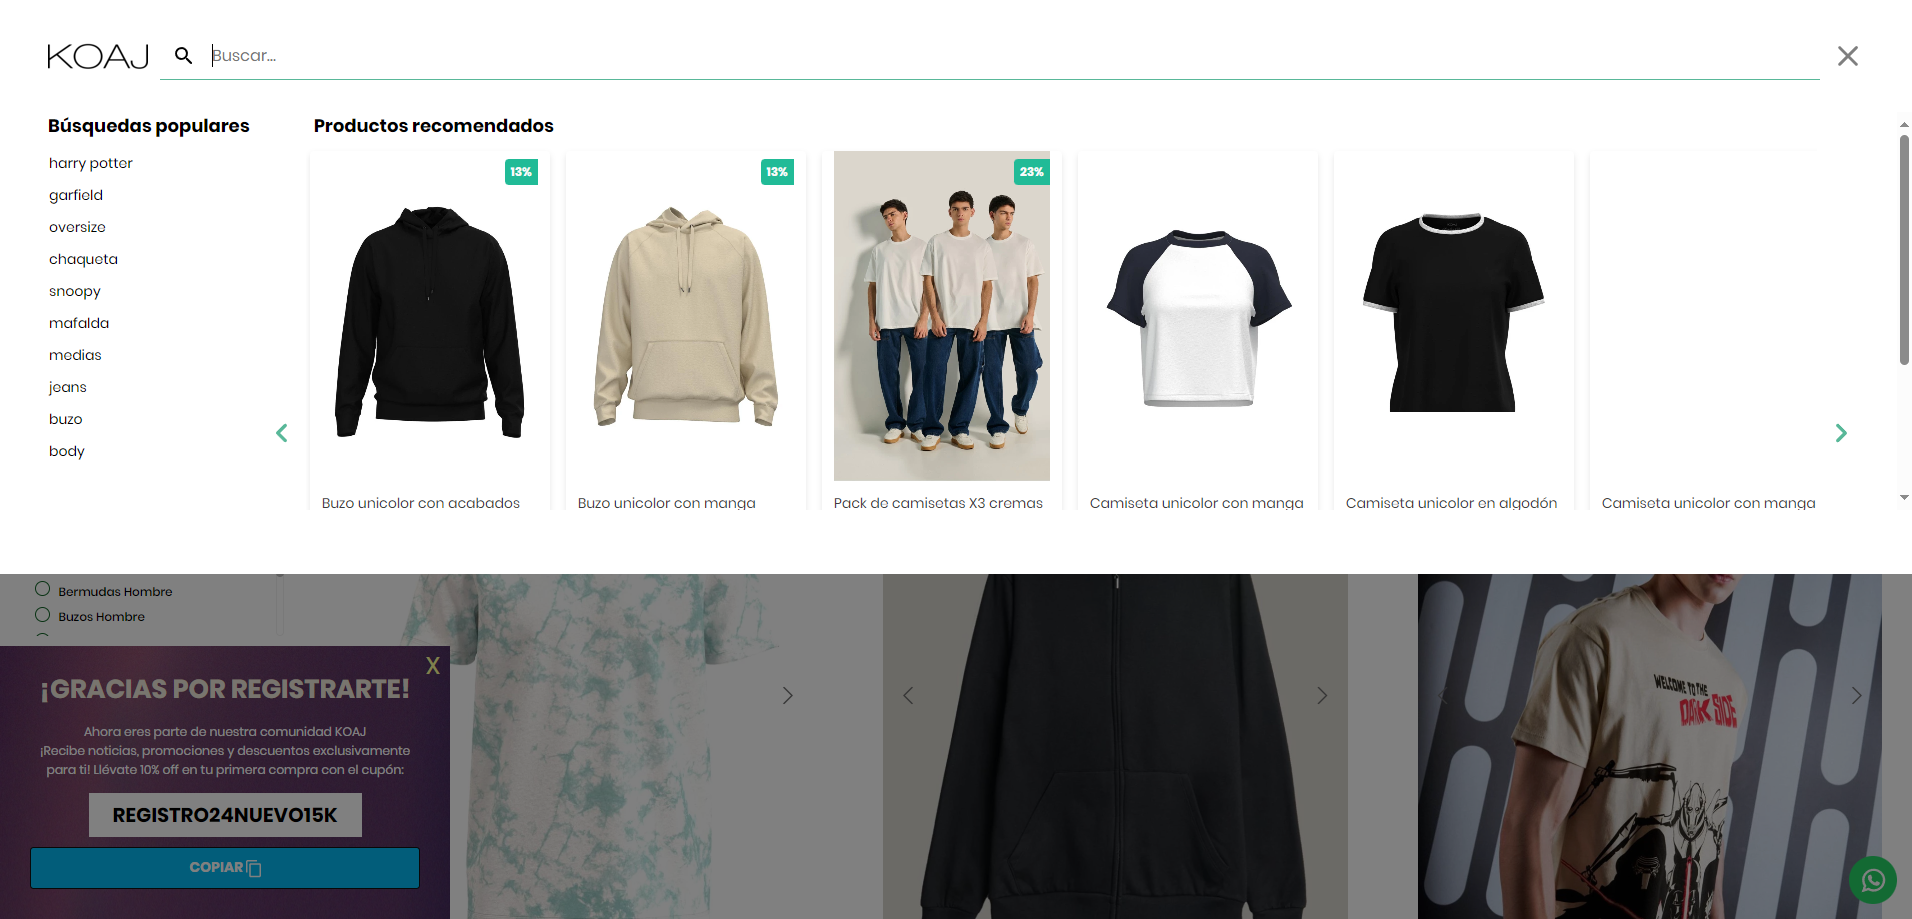 KOAJ
Buscar...
Búsquedas populares
harry potter
garfield
oversize
chaqueta
snoopy
mafalda
medias
jeans
buzo
body
Productos recomendados
13%
13%
23%
Buzo unicolor con acabados
Buzo unicolor con manga
Pack de camisetas X3 cremas
Camiseta unicolor con manga
Camiseta unicolor en algodón
Camiseta unicolor con manga
Bermudas Hombre
Buzos Hombre
X
¡GRACIAS POR REGISTRARTE!
Ahora eres parte de nuestra comunidad KOAJ
¡Recibe noticias, promociones y descuentos exclusivamente
para ti! Llévate 10% off en tu primera compra con el cupón:
REGISTRO24NUEVO15K
COPIAR
WELCOME TO THE
DARK SIDE